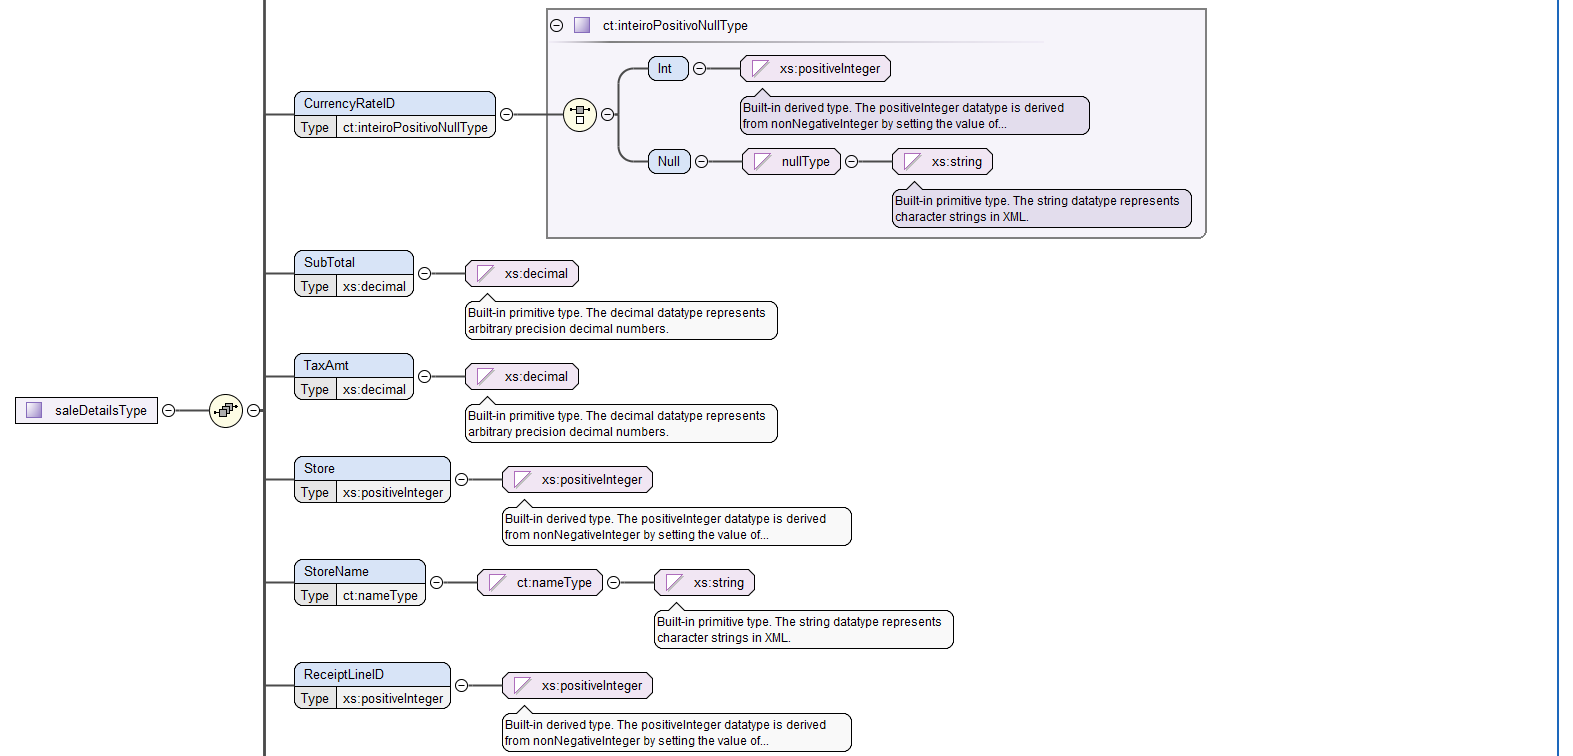 ct:inteiroPositivoNullType
Int
xs:positiveInteger
Built-in derived type. The positiveInteger datatype is derived
from nonNegativeInteger by setting the value of...
CurrencyRateID
Type ct:inteiroPositivoNullType
Null
nullType
xs:string
Built-in primitive type. The string datatype represents
character strings in XML.
SubTotal
Type xs:decimal
xs:decimal
Built-in primitive type. The decimal datatype represents
arbitrary precision decimal numbers.
TaxAmt
Type xs:decimal
xs:decimal
Built-in primitive type. The decimal datatype represents
arbitrary precision decimal numbers.
saleDetailsType
Store
Type xs:positiveInteger
xs:positiveInteger
Built-in derived type. The positiveInteger datatype is derived
from nonNegativeInteger by setting the value of...
StoreName
Type ct:nameType
ct:nameType
xs:string
Built-in primitive type. The string datatype represents
character strings in XML.
ReceiptLineID
Type xs:positiveInteger
xs:positiveInteger
Built-in derived type. The positiveInteger datatype is derived
from nonNegativeInteger by setting the value of...